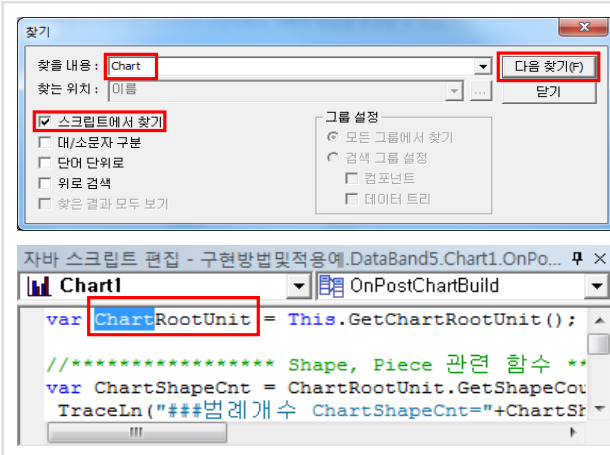 찾기
찾을 내용 : Chart
다음 찾기(F)
찾는 위치 : 이름
...
닫기
스크립트에서 찾기
대/소문자 구분
단어 단위로
위로 검색
찾은 결과 모두 보기
그룹 설정
모든 그룹에서 찾기
검색 그룹 설정
컴포넌트
데이터 트리
자바 스크립트 편집 - 구현방법및적용예.DataBand5.Chart1.OnPo...
Chart1
OnPostChartBuild
var ChartRootUnit = This.GetChartRootUnit();
//***************** Shape, Piece 관련 함수 **
var ChartShapeCnt = ChartRootUnit.GetShapeCou
TraceLn("###범례개수 ChartShapeCnt="+ChartSh